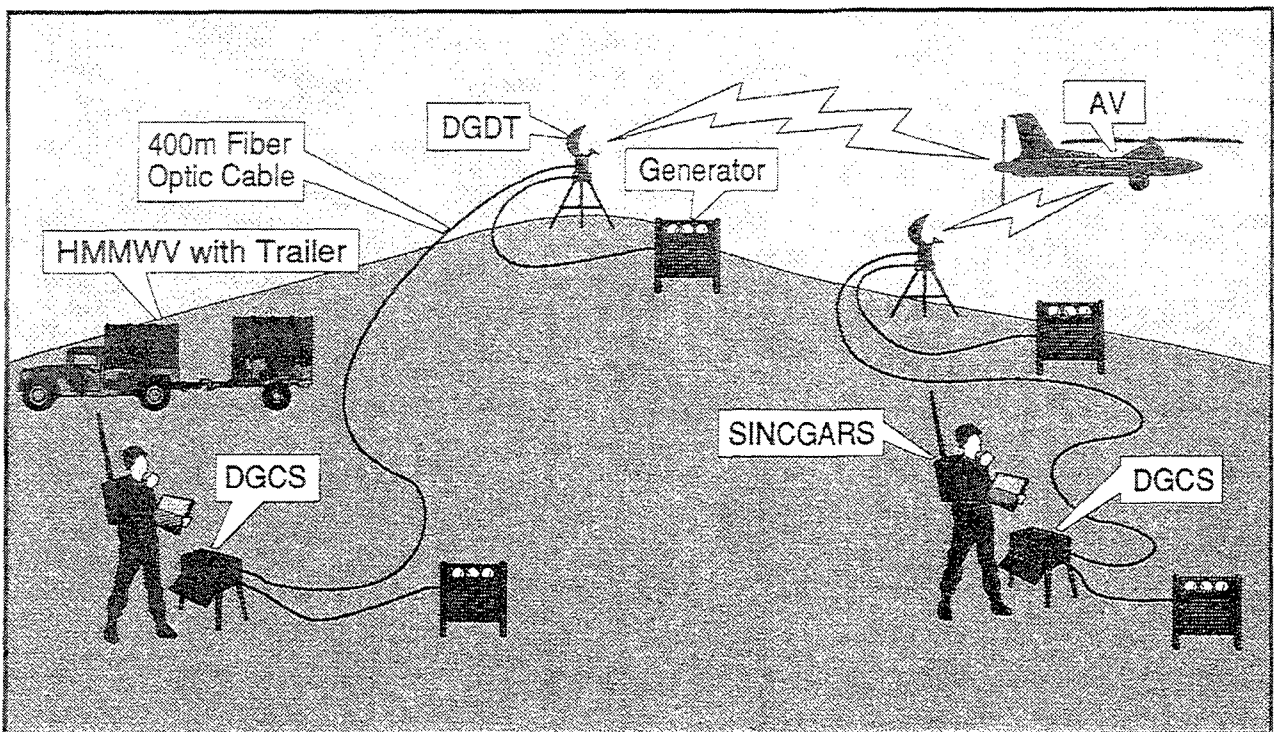 DGDT
AV
400m Fiber
Optic Cable
Generator
HMMWV with Trailer
SINCGARS
DGCS
DGCS